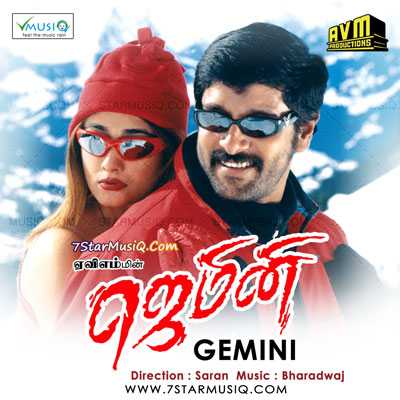 VMUSIQ
feel the music rain
AVM
PRODUCTIONS
7StarMusiQ.Com
ஏவிஎம்மின்
ஜெமினி
GEMINI
Direction : Saran Music : Bharadwaj
WWW.7STARMUSIQ.COM